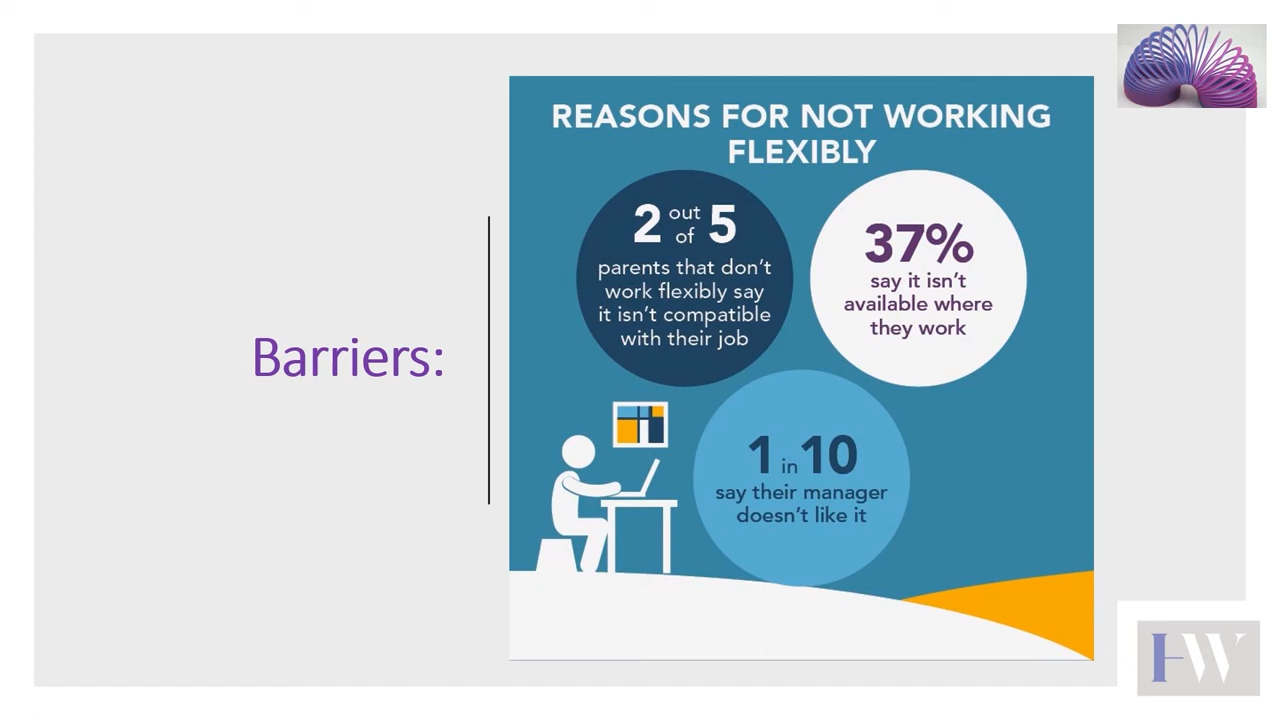 Barriers:
REASONS FOR NOT WORKING
FLEXIBLY
2 out of 5
parents that don't
work flexibly say
it isn't compatible
with their job
37%
say it isn't
available where
they work
1 in 10
say their manager
doesn't like it
HW